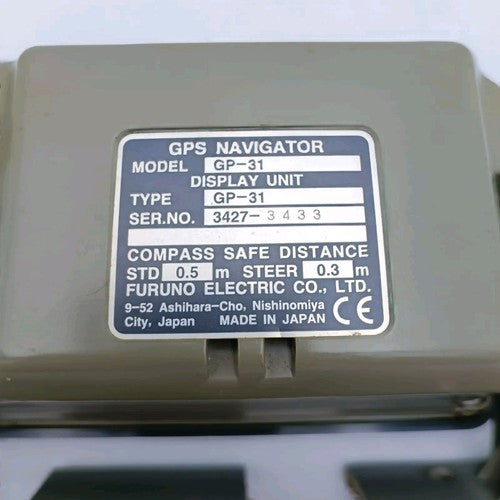 GPS NAVIGATOR
MODEL GP-31
DISPLAY UNIT
TYPE GP-31
SER.NO. 3427-3433
COMPASS SAFE DISTANCE
STD 0.5 m STEER 0.3 m
FURUNO ELECTRIC CO., LTD.
9-52 Ashihara-Cho, Nishinomiya
City, Japan MADE IN JAPAN CE